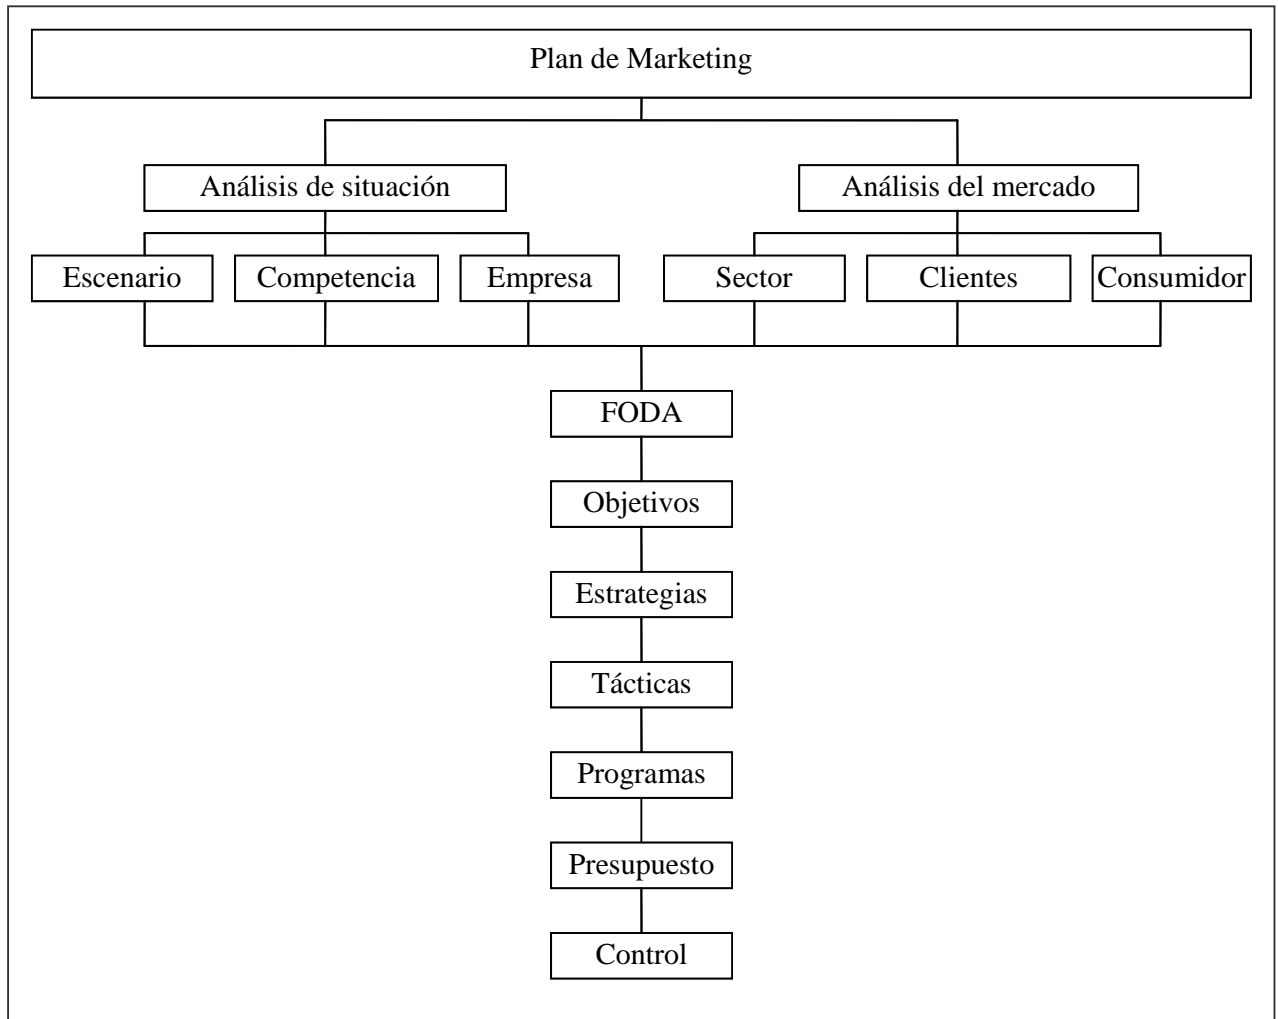 Plan de Marketing
Análisis de situación
Análisis del mercado
Escenario
Competencia
Empresa
Sector
Clientes
Consumidor
FODA
Objetivos
Estrategias
Tácticas
Programas
Presupuesto
Control